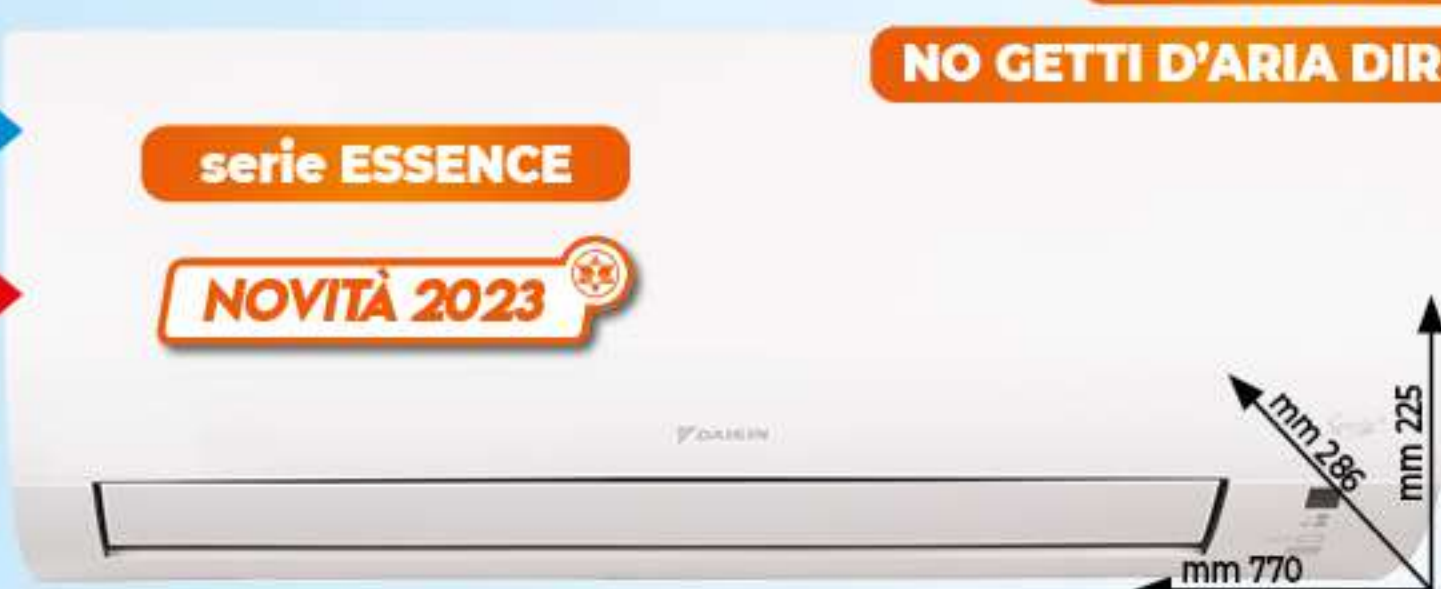 NO GETTI D'ARIA DIR
serie ESSENCE
NOVITÀ 2023
DAIKIN
mm 286
mm 225
mm 770